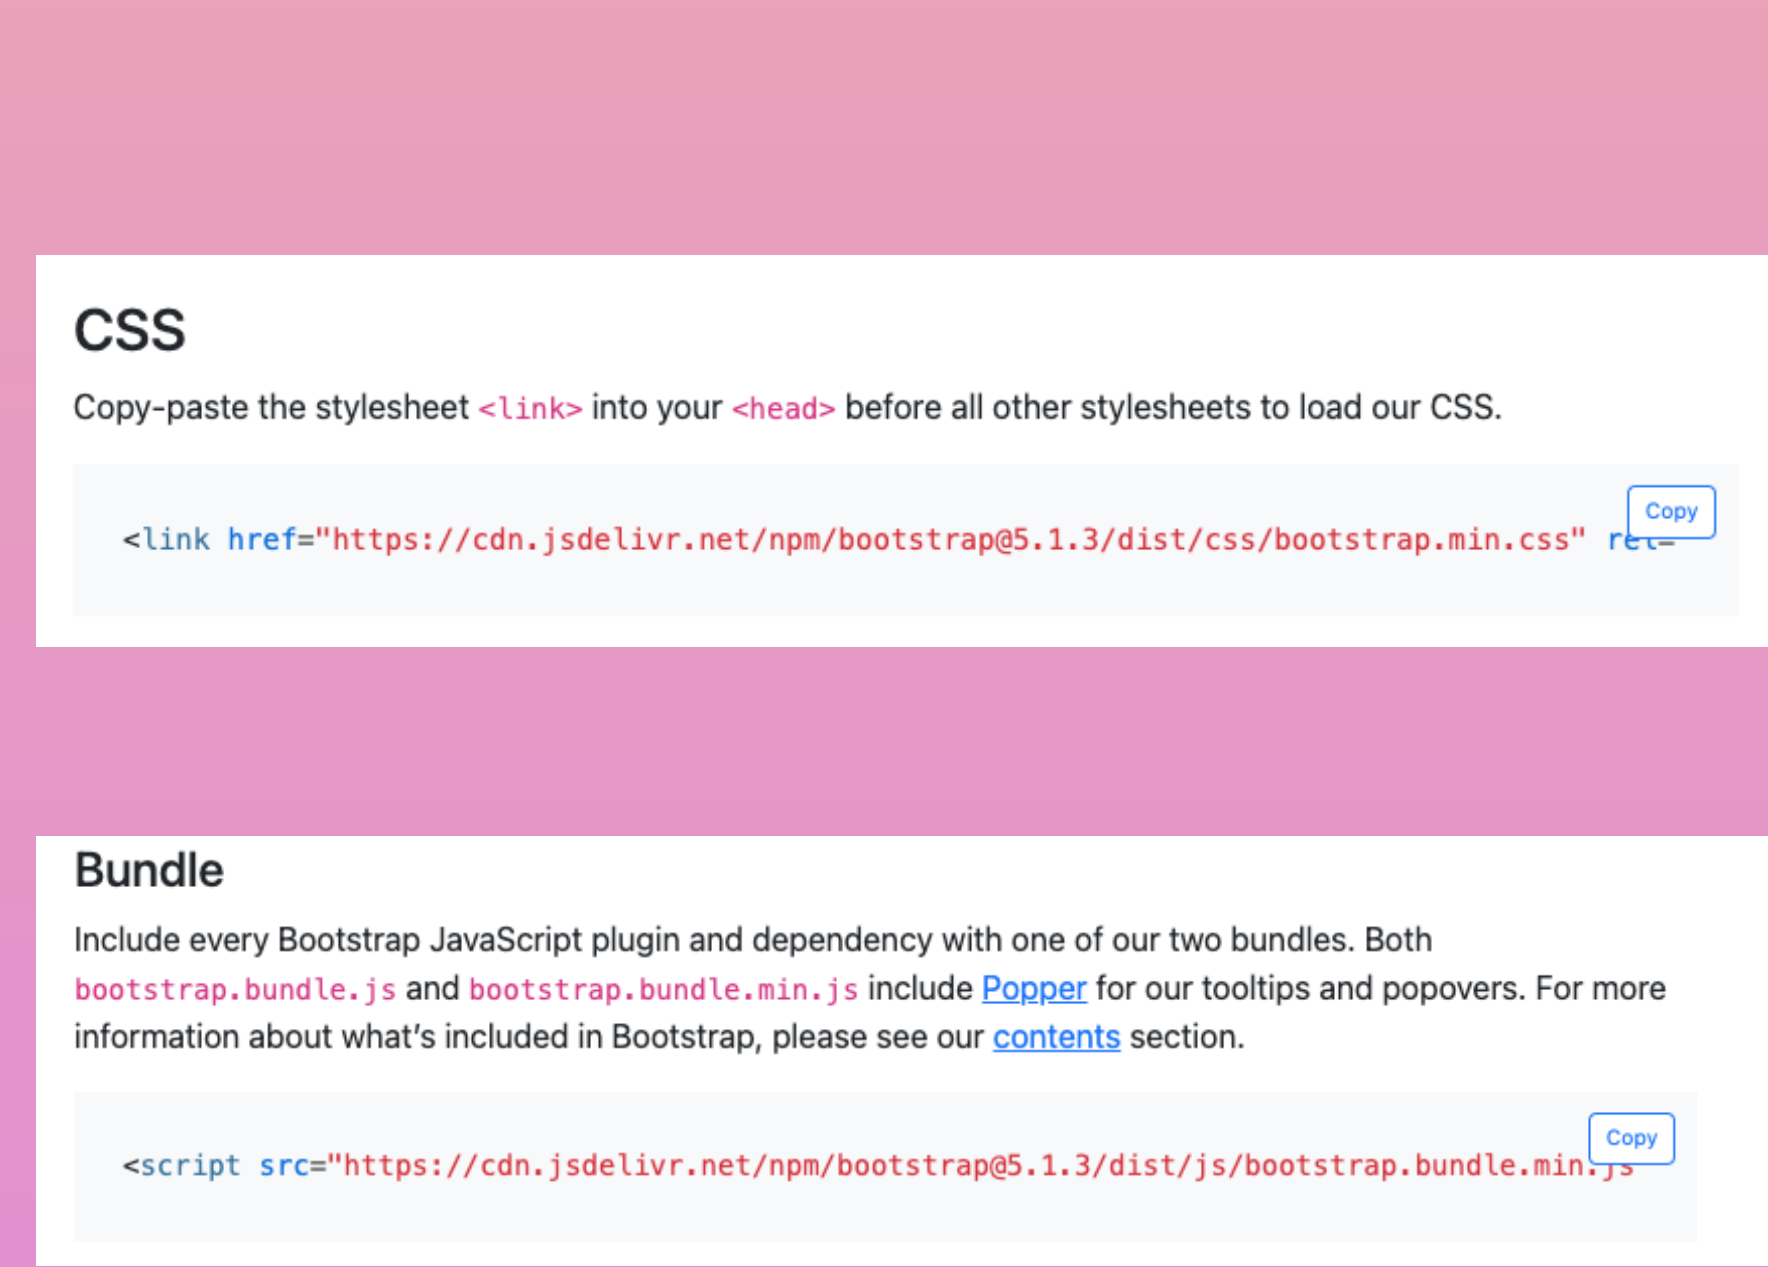 CSS
Copy-paste the stylesheet <link> into your <head> before all other stylesheets to load our CSS.
Copy
<link href="https://cdn.jsdelivr.net/npm/bootstrap@5.1.3/dist/css/bootstrap.min.css" rel=
Bundle
Include every Bootstrap JavaScript plugin and dependency with one of our two bundles. Both
bootstrap.bundle.js and bootstrap.bundle.min.js include Popper for our tooltips and popovers. For more
information about what's included in Bootstrap, please see our contents section.
Copy
<script src="https://cdn.jsdelivr.net/npm/bootstrap@5.1.3/dist/js/bootstrap.bundle.min.js"